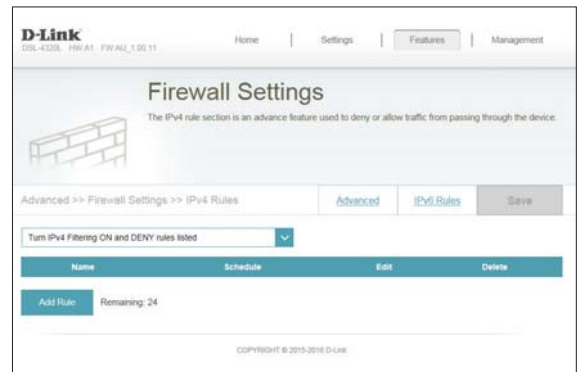 D-Link
DSL-4320L HW:A1 FW:AU_1.00.11
Home | Settings | Features | Management
Firewall Settings
The IPv4 rule section is an advance feature used to deny or allow traffic from passing through the device.
Advanced >> Firewall Settings >> IPv4 Rules
Advanced
IPv6 Rules
Save
Turn IPv4 Filtering ON and DENY rules listed
Name Schedule Edit Delete
Add Rule Remaining: 24
COPYRIGHT © 2015-2016 D-Link